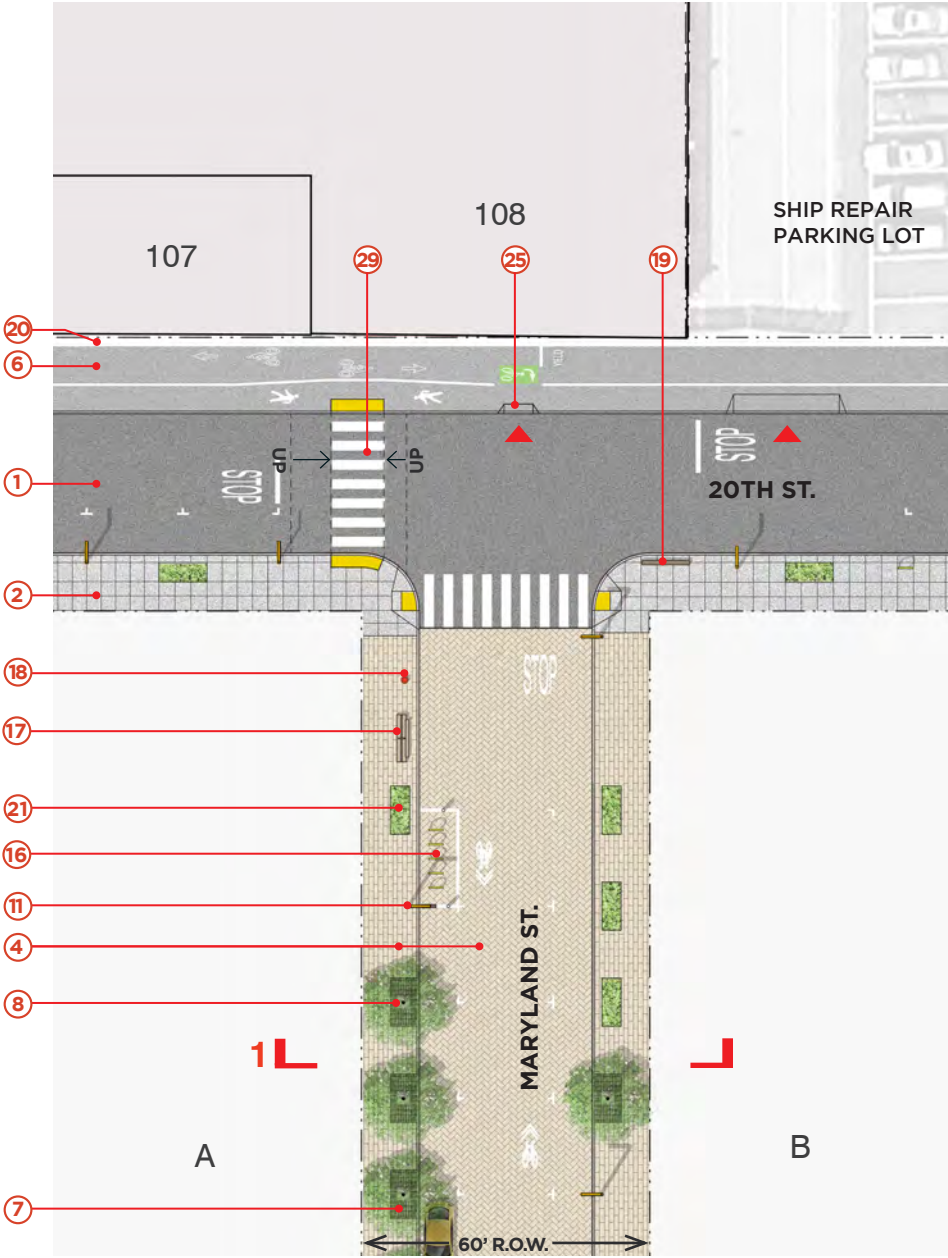 108
107
SHIP REPAIR
PARKING LOT
29
25
19
20
6
YIELD
UP
UP
STOP
STOP
1
20TH ST.
2
18
STOP
17
21
16
11
4
MARYLAND ST.
8
1
A
B
7
60' R.O.W.